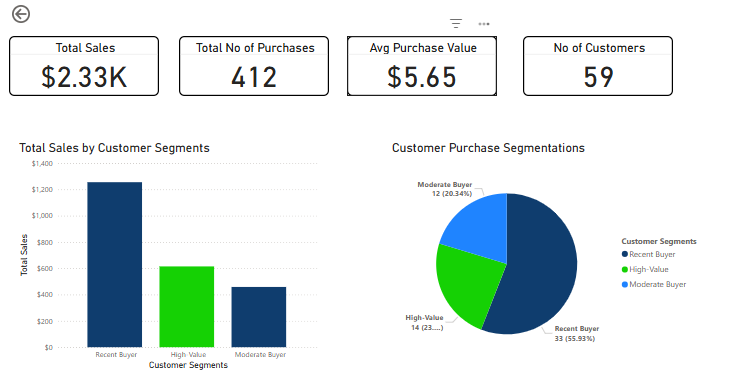 Total Sales
$2.33K
Total No of Purchases
412
Avg Purchase Value
$5.65
No of Customers
59
Total Sales by Customer Segments
$1,400
$1,200
$1,000
$800
$600
$400
$200
$0
Total Sales
Recent Buyer
High-Value
Moderate Buyer
Customer Segments
Customer Purchase Segmentations
Moderate Buyer
12 (20.34%)
High-Value
14 (23....)
Recent Buyer
33 (55.93%)
Customer Segments
Recent Buyer
High-Value
Moderate Buyer